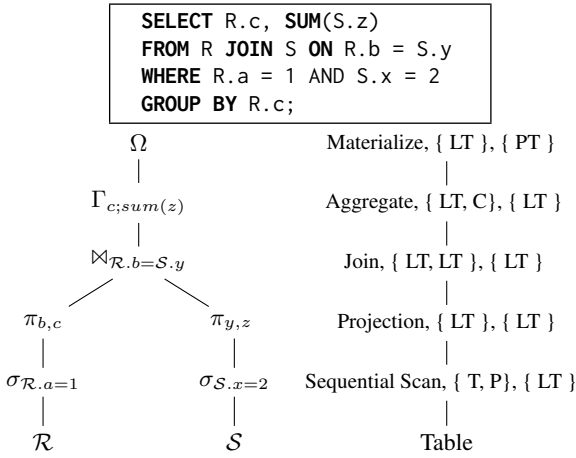 SELECT R.c, SUM(S.z)
FROM R JOIN S ON R.b = S.y
WHERE R.a = 1 AND S.x = 2
GROUP BY R.c;
Ω
Γc;sum(z)
⋈R.b=S.y
πb,c πy,z
σR.a=1 σS.x=2
R S
Materialize, { LT }, { PT }
Aggregate, { LT, C}, { LT }
Join, { LT, LT }, { LT }
Projection, { LT }, { LT }
Sequential Scan, { T, P}, { LT }
Table